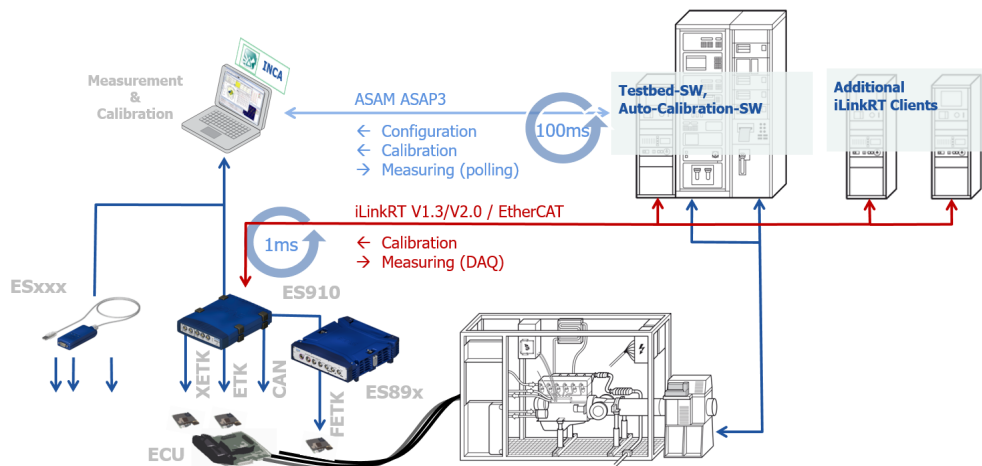 INCA
Measurement
&
Calibration
ASAM ASAP3
100ms
← Configuration
← Calibration
→ Measuring (polling)
Testbed-SW,
Auto-Calibration-SW
Additional
iLinkRT Clients
iLinkRT V1.3/V2.0 / EtherCAT
1ms
← Calibration
→ Measuring (DAQ)
ESxxx
ES910
XETK
ETK
CAN
ES89x
FETK
ECU